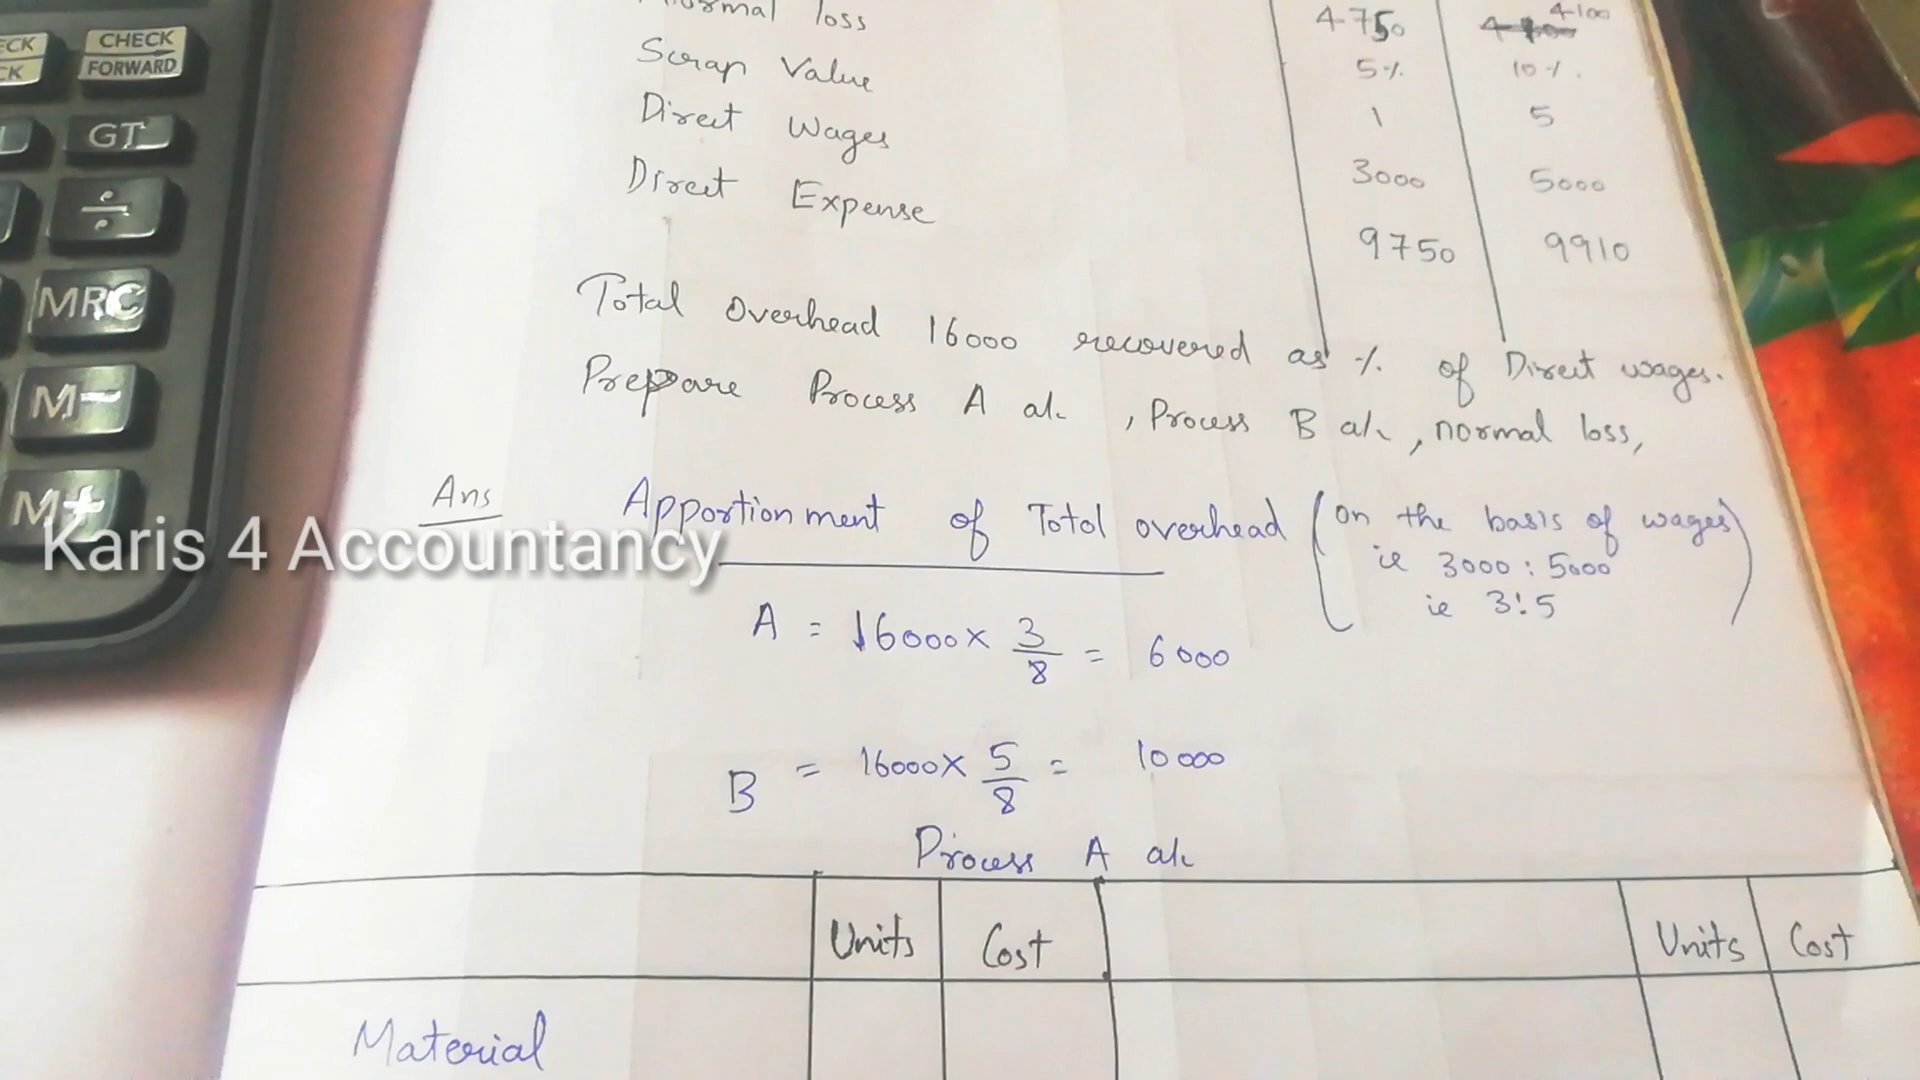 CHECK
FORWARD
GT
÷
MRC
M−
M+
Karis 4 Accountancy
Normal loss 4750 4100
Scrap Value 5% 10%.
Direct Wages 1 5
Direct Expense 3000 5000
9750 9910
Total Overhead 16000 recovered as % of Direct wages.
Prepare Process A a/c, Process B a/c, normal loss,
Ans Apportionment of Total overhead (on the basis of wages)
ie 3000 : 5000
ie 3:5
A = 16000 × 3/8 = 6000
B = 16000 × 5/8 = 10000
Process A a/c
Units Cost Units Cost
Material